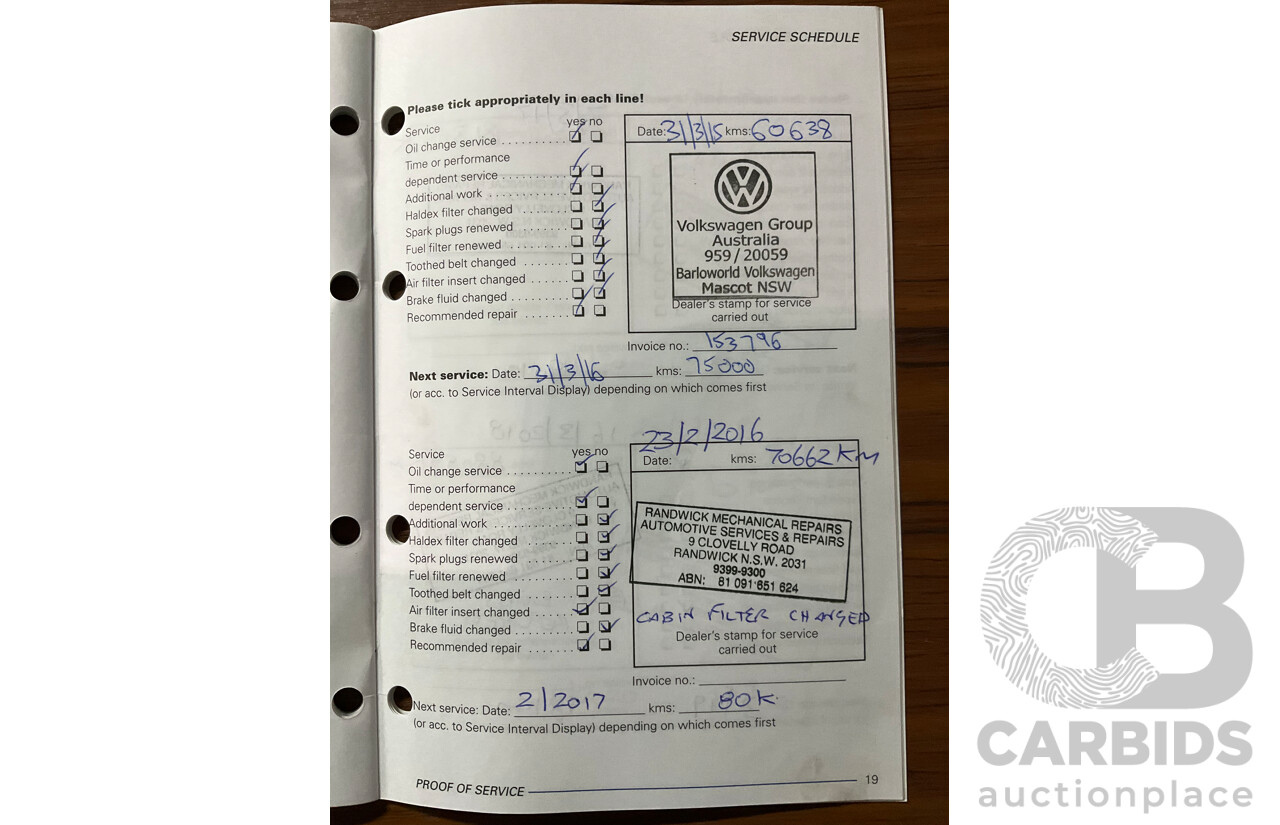 SERVICE SCHEDULE
Please tick appropriately in each line!
Service yes no
Oil change service . . . . . . . . . .
Time or performance
dependent service . . . . . . . . . .
Additional work . . . . . . . . . . . .
Haldex filter changed . . . . . . .
Spark plugs renewed . . . . . . .
Fuel filter renewed . . . . . . . . .
Toothed belt changed . . . . . . .
Air filter insert changed . . . . . .
Brake fluid changed . . . . . . . . .
Recommended repair . . . . . . .
Date: 31/3/15 kms: 60638
Volkswagen Group
Australia
959 / 20059
Barloworld Volkswagen
Mascot NSW
Dealer's stamp for service
carried out
Invoice no.: 153796
Next service: Date: 31/3/16 kms: 75000
(or acc. to Service Interval Display) depending on which comes first
23/2/2016
Service yes no
Oil change service . . . . . . . . . .
Time or performance
dependent service . . . . . . . . . .
Additional work . . . . . . . . . . . .
Haldex filter changed . . . . . . .
Spark plugs renewed . . . . . . .
Fuel filter renewed . . . . . . . . .
Toothed belt changed . . . . . . .
Air filter insert changed . . . . . .
Brake fluid changed . . . . . . . . .
Recommended repair . . . . . . .
Date: kms: 70662 KM
RANDWICK MECHANICAL REPAIRS
AUTOMOTIVE SERVICES & REPAIRS
9 CLOVELLY ROAD
RANDWICK N.S.W. 2031
9399-9300
ABN: 81 091 651 624
CABIN FILTER CHANGED
Dealer's stamp for service
carried out
Invoice no.:
Next service: Date: 2/2017 kms: 80K
(or acc. to Service Interval Display) depending on which comes first
PROOF OF SERVICE 19
CB
CARBIDS
auctionplace